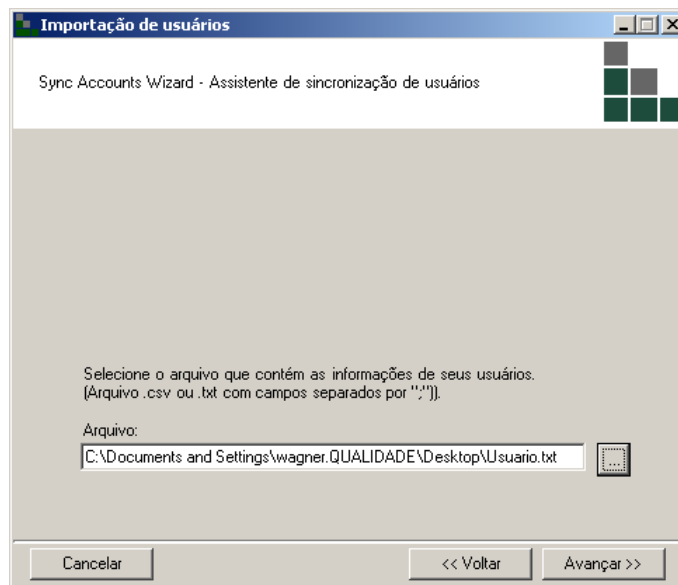 Importação de usuários
Sync Accounts Wizard - Assistente de sincronização de usuários
Selecione o arquivo que contém as informações de seus usuários.
(Arquivo .csv ou .txt com campos separados por ";")).
Arquivo:
C:\Documents and Settings\wagner.QUALIDADE\Desktop\Usuario.txt
...
Cancelar
<< Voltar
Avançar >>